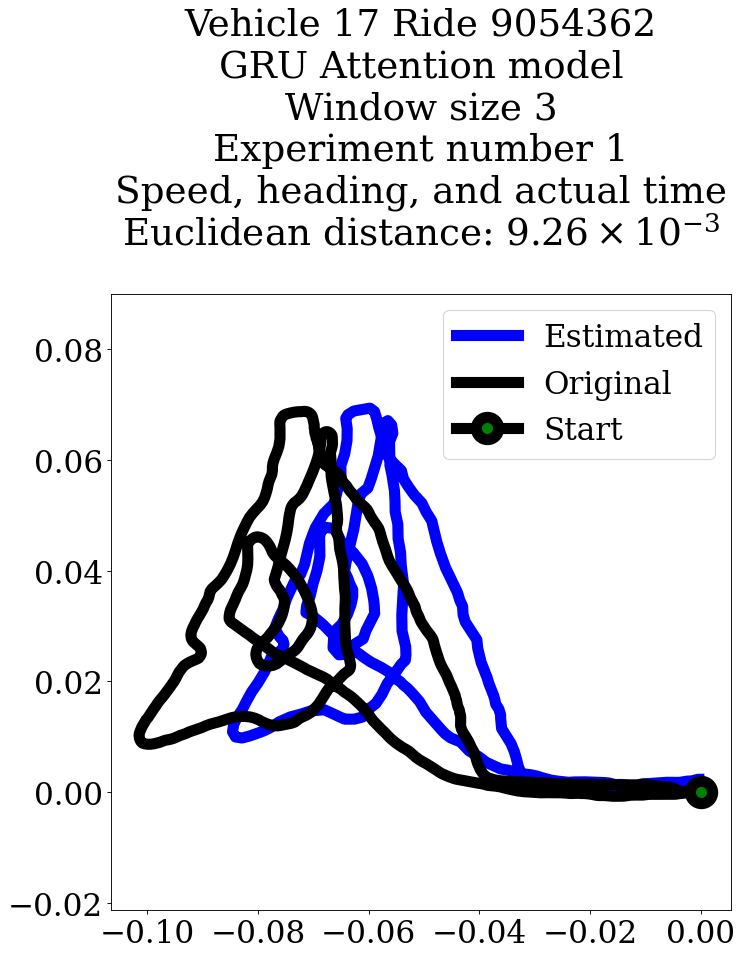 Vehicle 17 Ride 9054362
GRU Attention model
Window size 3
Experiment number 1
Speed, heading, and actual time
Euclidean distance: 9.26 × 10⁻³
Estimated
Original
Start
0.08
0.06
0.04
0.02
0.00
−0.02
−0.10 −0.08 −0.06 −0.04 −0.02 0.00